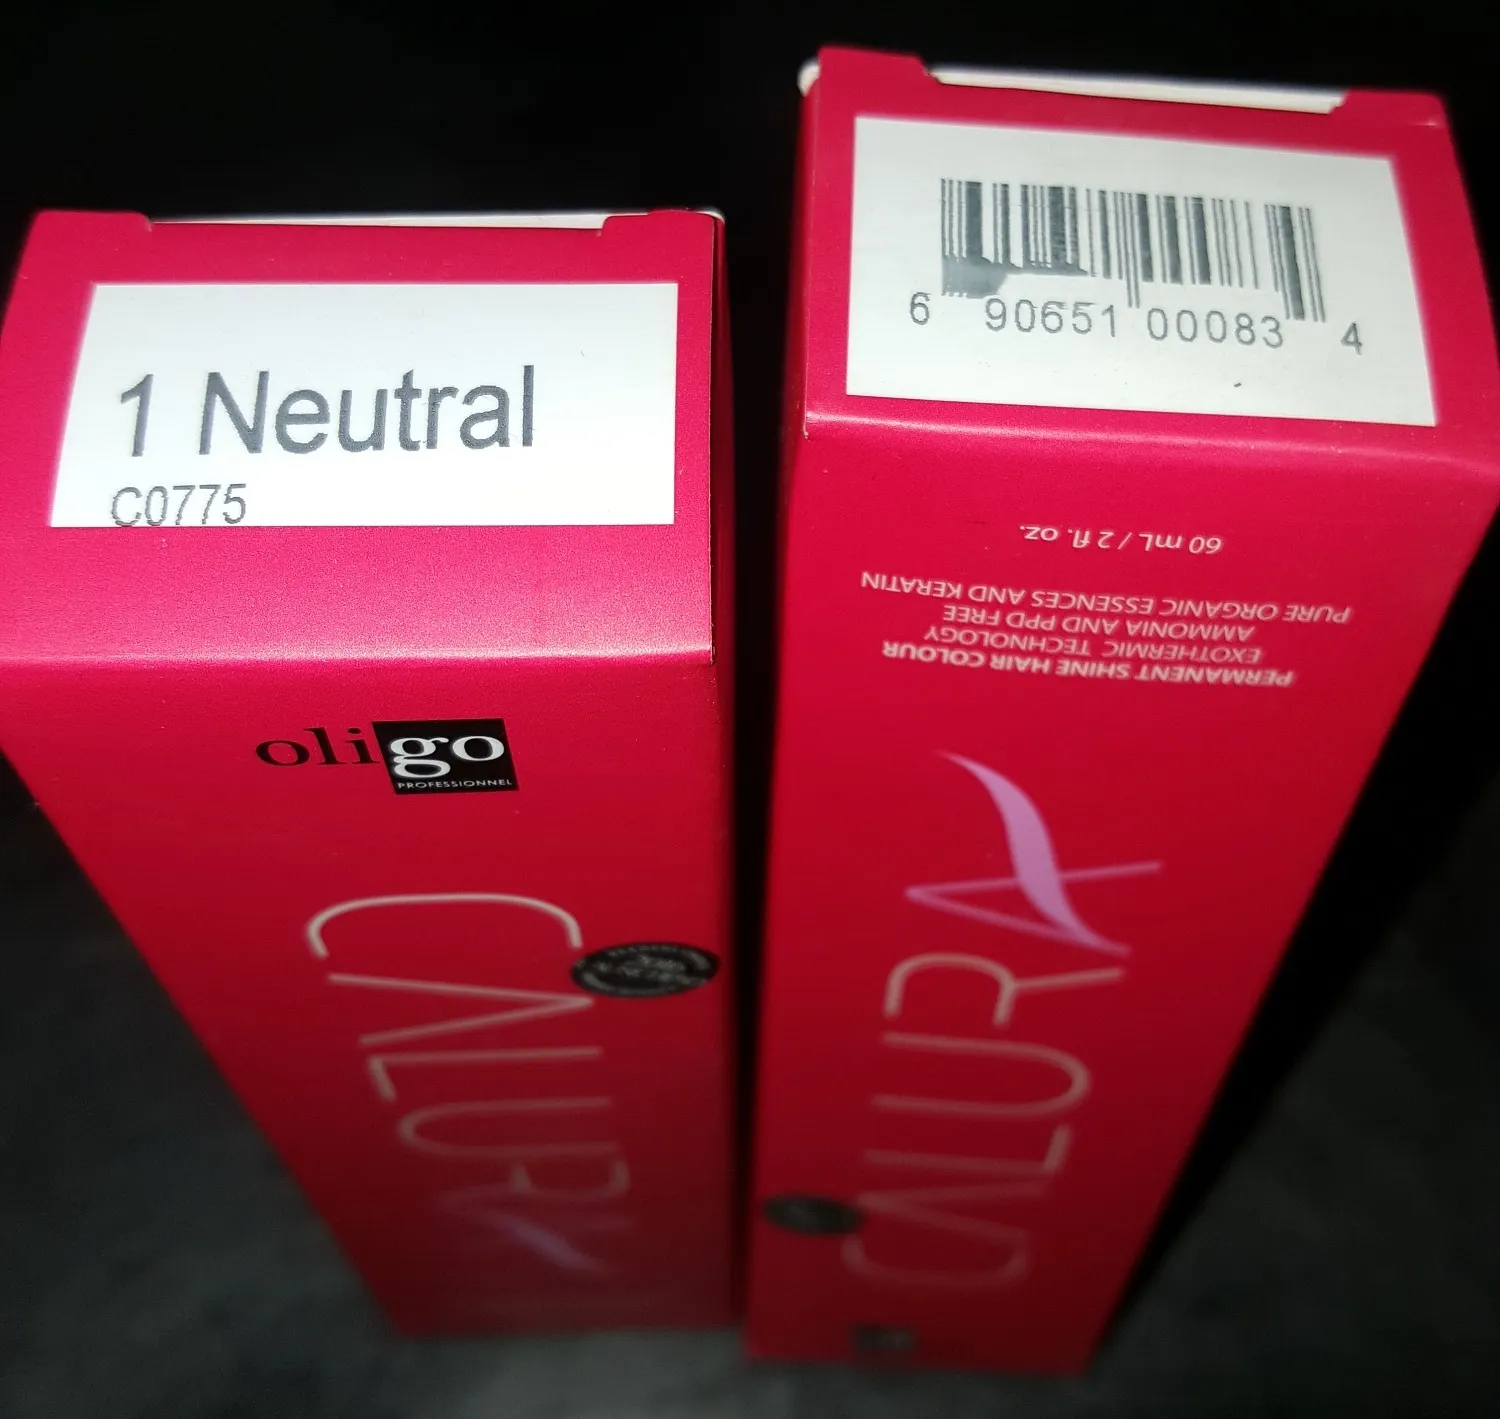 1 Neutral
C0775
oligo
PROFESSIONNEL
CALURA
6 90651 00083 4
60 mL / 2 fl. oz.
PERMANENT SHINE HAIR COLOUR
EXOTHERMIC TECHNOLOGY
AMMONIA AND PPD FREE
PURE ORGANIC ESSENCES AND KERATIN
CALURA